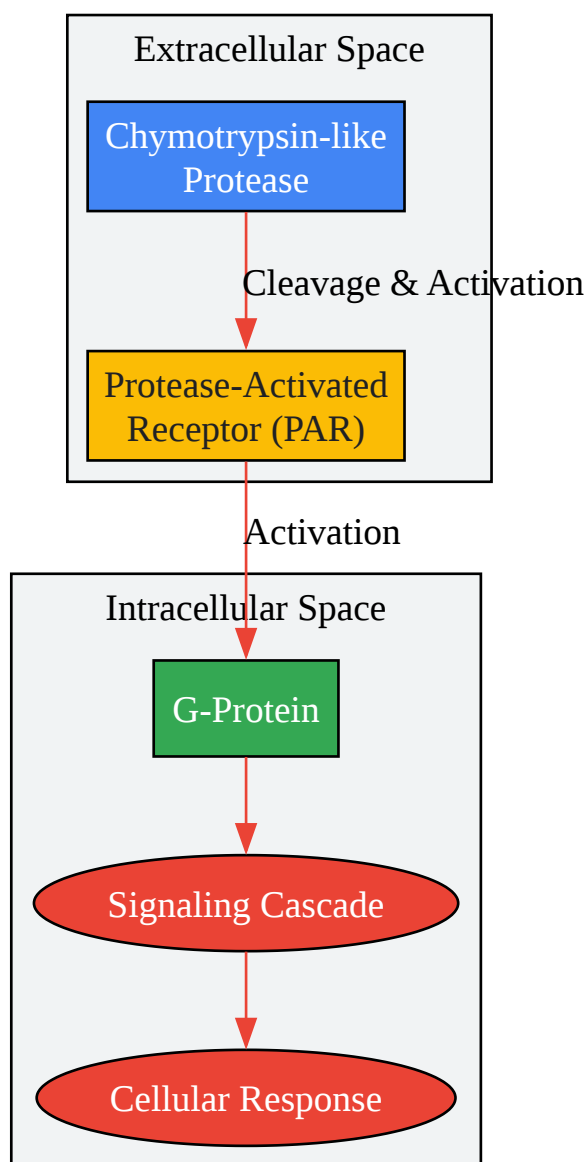 Extracellular Space
Chymotrypsin-like
Protease
Cleavage & Activation
Protease-Activated
Receptor (PAR)
Activation
Intracellular Space
G-Protein
Signaling Cascade
Cellular Response